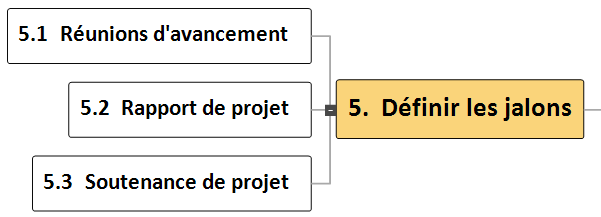 5.1 Réunions d'avancement
5.2 Rapport de projet
5. Définir les jalons
5.3 Soutenance de projet